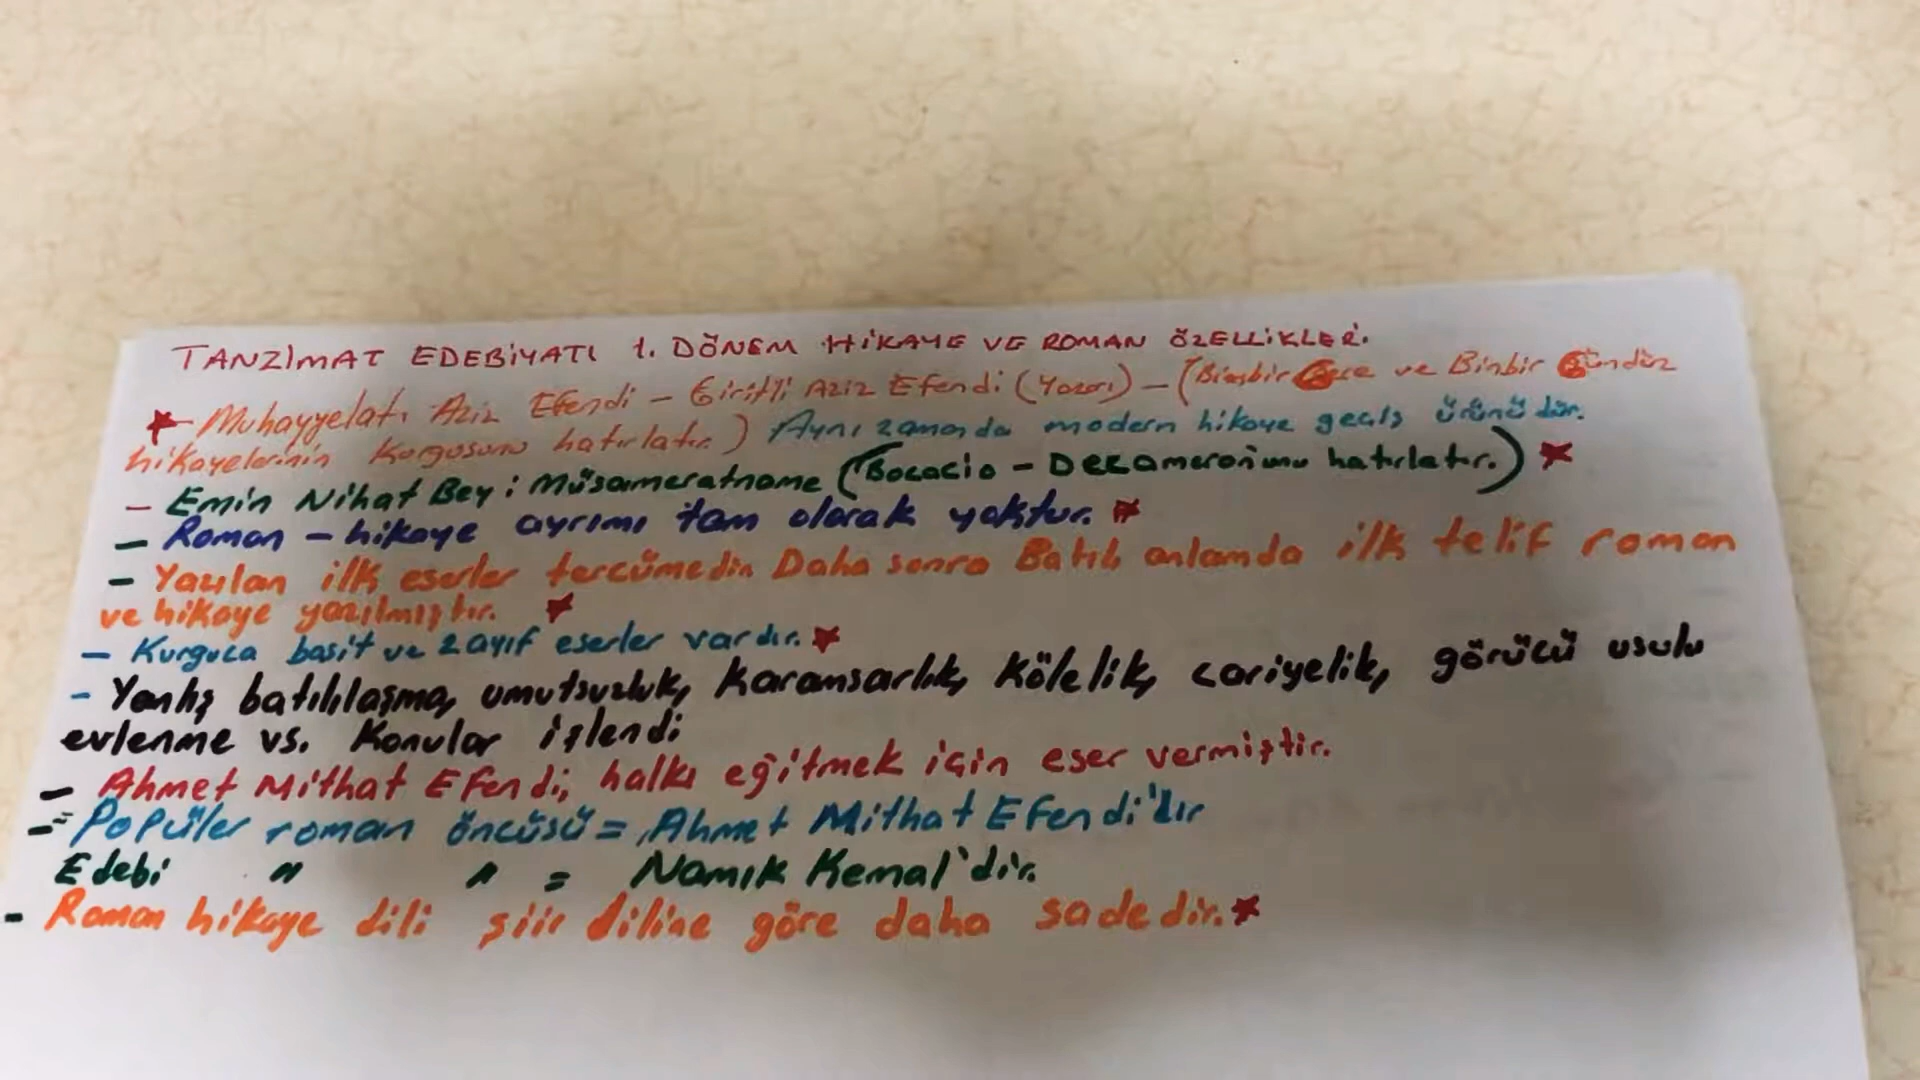 TANZİMAT EDEBİYATI 1. DÖNEM HİKAYE VE ROMAN ÖZELLİKLERİ
Muhayyelatı Aziz Efendi - Giritli Aziz Efendi (Yazarı) - (Binbir Gece ve Binbir Gündüz
hikayelerinin Kurgusunu hatırlatır.) Aynı zamanda modern hikaye geçiş ürünüdür.
- Emin Nihat Bey: Müsameratname (Bocacio - Decameron'unu hatırlatır.)
- Roman - hikaye ayrımı tam olarak yoktur.
- Yazılan ilk eserler tercümedir. Daha sonra Batılı anlamda ilk telif roman
ve hikaye yazılmıştır.
- Kurguca basit ve zayıf eserler vardır.
- Yanlış batılılaşma, umutsuzluk, Karamsarlık, Kölelik, cariyelik, görücü usulu
evlenme vs. Konular işlendi
- Ahmet Mithat Efendi, halkı eğitmek için eser vermiştir.
- Popüler roman öncüsü = Ahmet Mithat Efendi'dir
Edebi " " = Namık Kemal'dir.
- Roman hikaye dili şiir diline göre daha sadedir.